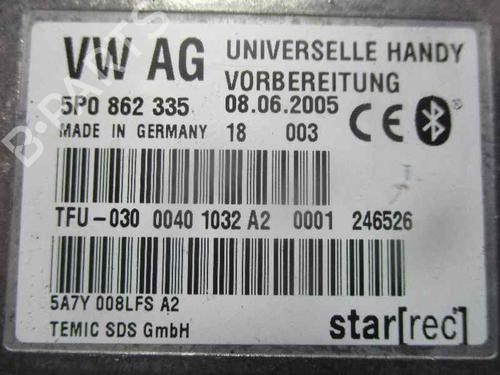 VW AG UNIVERSELLE HANDY
VORBEREITUNG
5P0 862 335 08.06.2005
MADE IN GERMANY 18 003
TFU-030 0040 1032 A2 0001 246526
5A7Y 008LFS A2
TEMIC SDS GmbH
star[rec]
B-PARTS